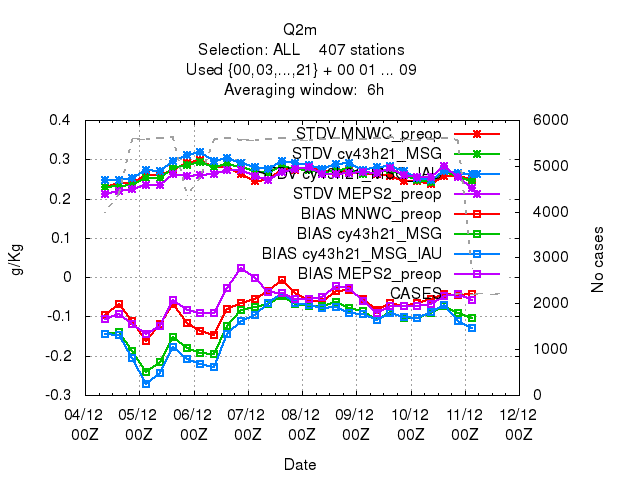 Q2m
Selection: ALL 407 stations
Used {00,03,...,21} + 00 01 ... 09
Averaging window: 6h
0.4
0.3
0.2
0.1
0
-0.1
-0.2
-0.3
g/Kg
6000
5000
4000
3000
2000
1000
0
No cases
STDV MNWC_preop
STDV cy43h21_MSG
STDV cy43h21_MSG_IAU
STDV MEPS2_preop
BIAS MNWC_preop
BIAS cy43h21_MSG
BIAS cy43h21_MSG_IAU
BIAS MEPS2_preop
CASES
04/12 05/12 06/12 07/12 08/12 09/12 10/12 11/12 12/12
00Z 00Z 00Z 00Z 00Z 00Z 00Z 00Z 00Z
Date